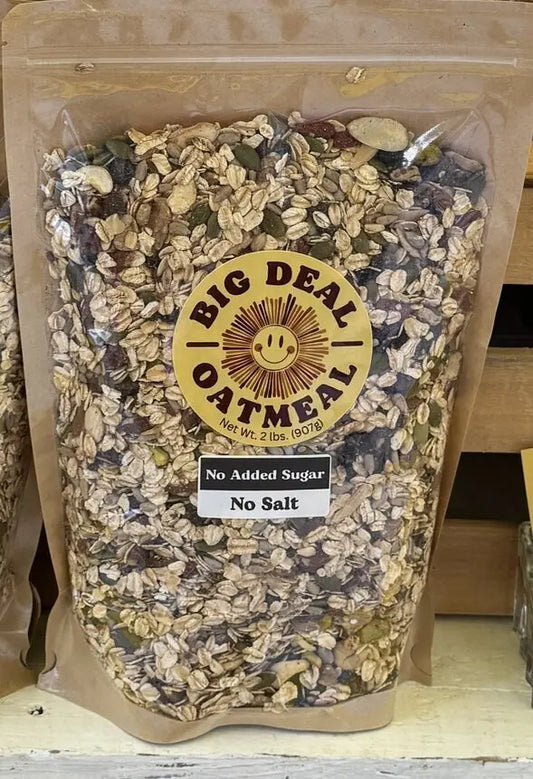 BIG DEAL
OATMEAL
Net Wt. 2 lbs. (907g)
No Added Sugar
No Salt